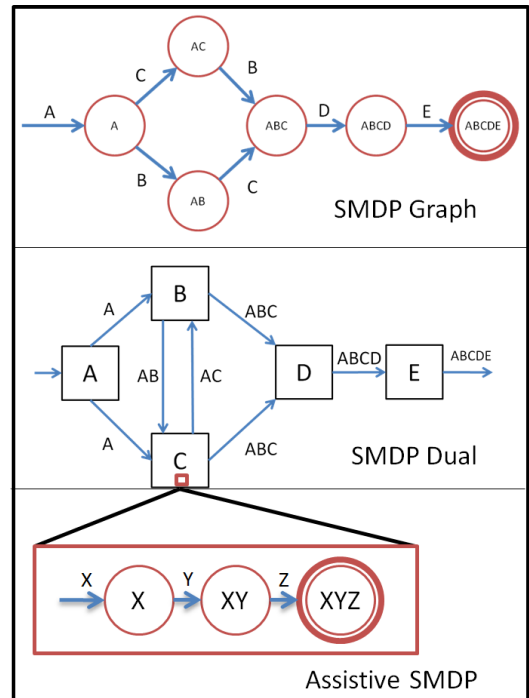 AC
C
B
A
A
ABC
D
ABCD
E
ABCDE
B
AB
C
SMDP Graph
B
A
ABC
A
AB
AC
D
ABCD
E
ABCDE
A
C
ABC
SMDP Dual
X
X
Y
XY
Z
XYZ
Assistive SMDP